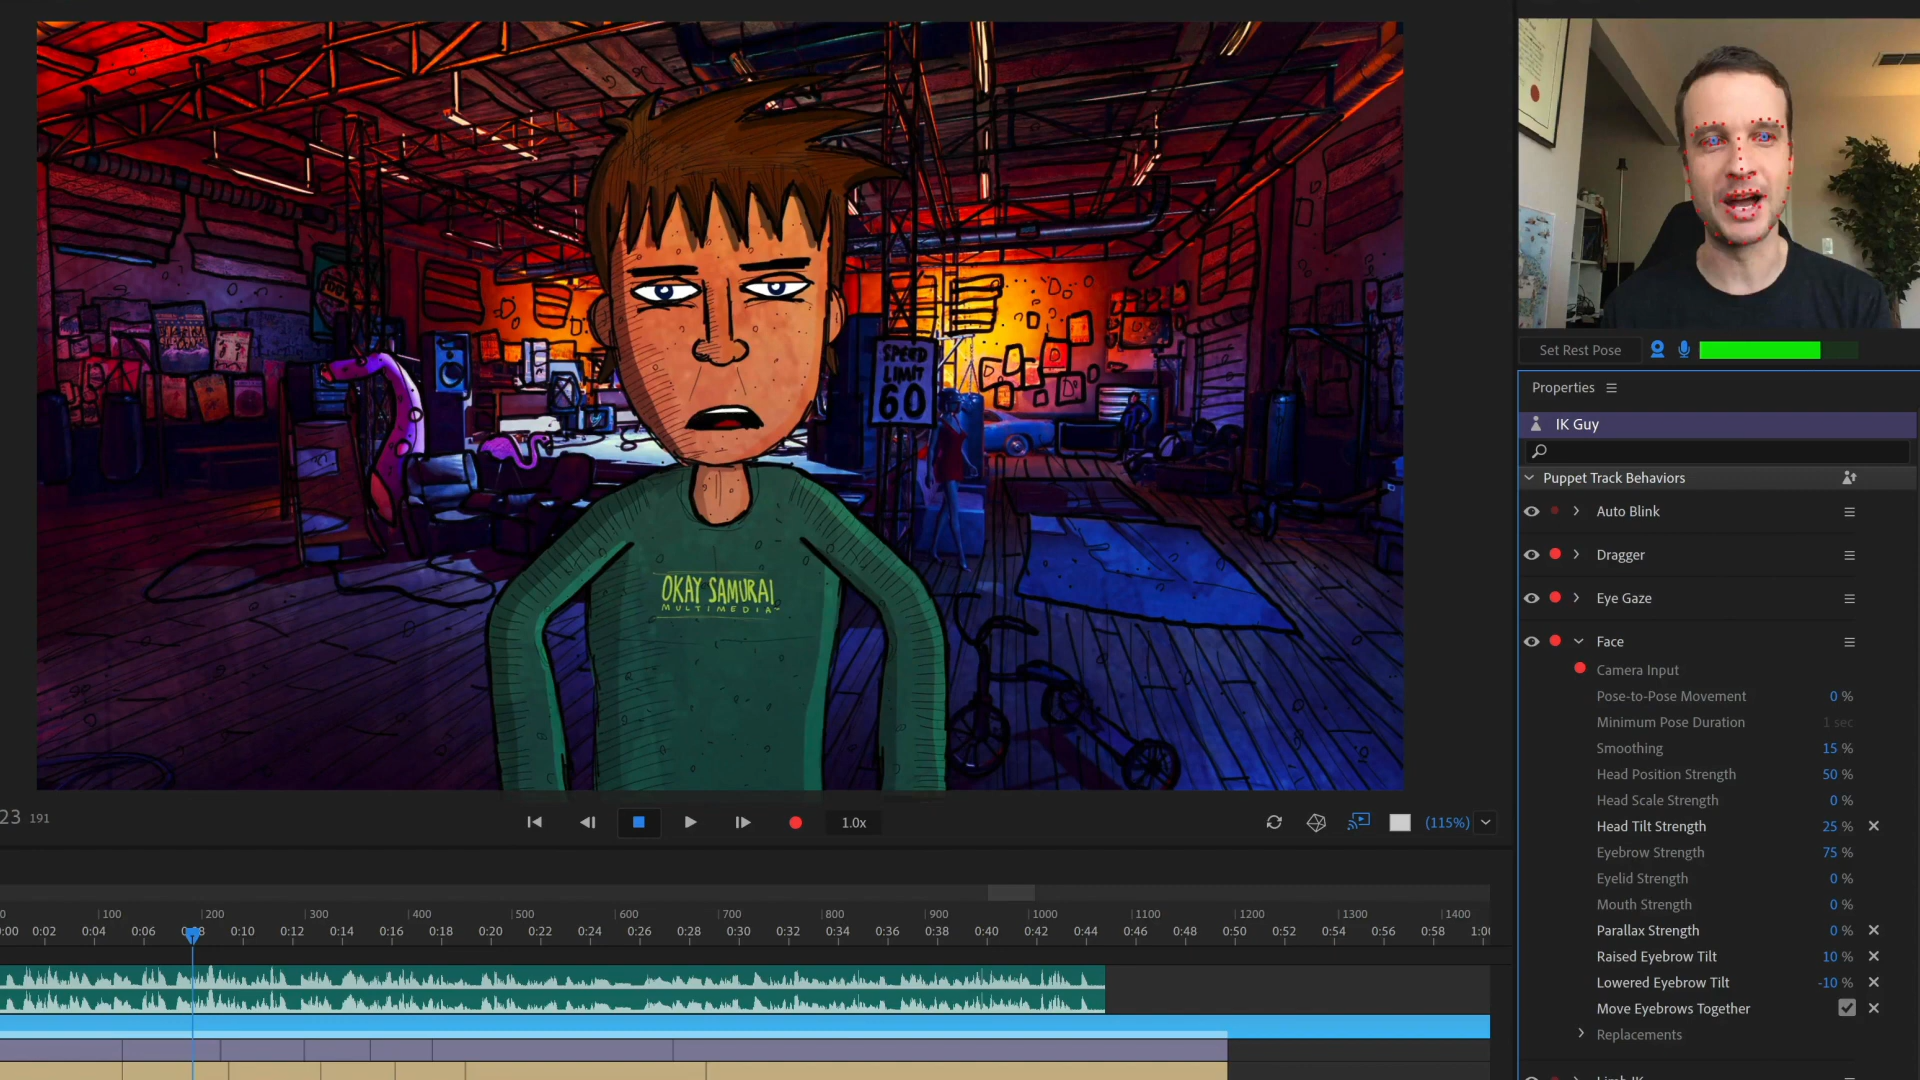 SPEED
LIMIT
60
OKAY SAMURAI
MULTIMEDIA
Set Rest Pose
Properties
IK Guy
Puppet Track Behaviors
Auto Blink
Dragger
Eye Gaze
Face
Camera Input
Pose-to-Pose Movement 0 %
Minimum Pose Duration 1 sec
Smoothing 15 %
Head Position Strength 50 %
Head Scale Strength 0 %
Head Tilt Strength 25 %
Eyebrow Strength 75 %
Eyelid Strength 0 %
Mouth Strength 0 %
Parallax Strength 0 %
Raised Eyebrow Tilt 10 %
Lowered Eyebrow Tilt -10 %
Move Eyebrows Together
Replacements
Limb IK
23 191
1.0x
(115%)
0 100 200 300 400 500 600 700 800 900 1000 1100 1200 1300 1400
:00 0:02 0:04 0:06 0:08 0:10 0:12 0:14 0:16 0:18 0:20 0:22 0:24 0:26 0:28 0:30 0:32 0:34 0:36 0:38 0:40 0:42 0:44 0:46 0:48 0:50 0:52 0:54 0:56 0:58 1:0